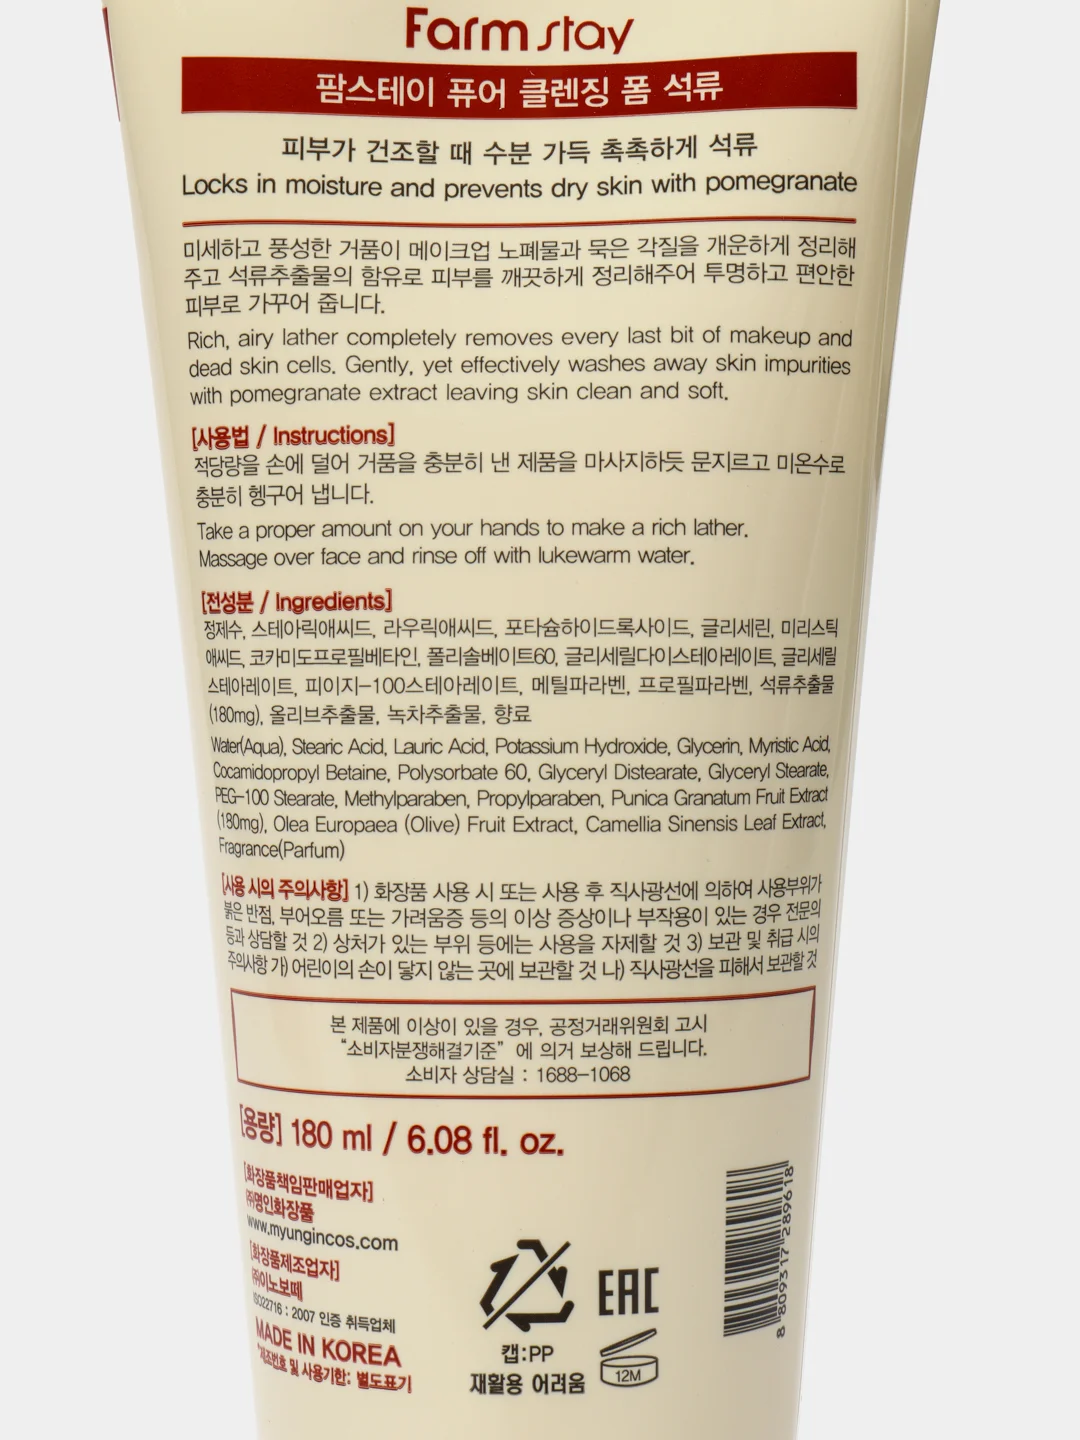 Farm stay
팜스테이 퓨어 클렌징 폼 석류
피부가 건조할 때 수분 가득 촉촉하게 석류
Locks in moisture and prevents dry skin with pomegranate
미세하고 풍성한 거품이 메이크업 노폐물과 묵은 각질을 개운하게 정리해
주고 석류추출물의 함유로 피부를 깨끗하게 정리해주어 투명하고 편안한
피부로 가꾸어 줍니다.
Rich, airy lather completely removes every last bit of makeup and
dead skin cells. Gently, yet effectively washes away skin impurities
with pomegranate extract leaving skin clean and soft.
[사용법 / Instructions]
적당량을 손에 덜어 거품을 충분히 낸 제품을 마사지하듯 문지르고 미온수로
충분히 헹구어 냅니다.
Take a proper amount on your hands to make a rich lather.
Massage over face and rinse off with lukewarm water.
[전성분 / Ingredients]
정제수, 스테아릭애씨드, 라우릭애씨드, 포타슘하이드록사이드, 글리세린, 미리스틱
애씨드, 코카미도프로필베타인, 폴리솔베이트60, 글리세릴다이스테아레이트, 글리세릴
스테아레이트, 피이지-100스테아레이트, 메틸파라벤, 프로필파라벤, 석류추출물
(180mg), 올리브추출물, 녹차추출물, 향료
Water(Aqua), Stearic Acid, Lauric Acid, Potassium Hydroxide, Glycerin, Myristic Acid,
Cocamidopropyl Betaine, Polysorbate 60, Glyceryl Distearate, Glyceryl Stearate,
PEG-100 Stearate, Methylparaben, Propylparaben, Punica Granatum Fruit Extract
(180mg), Olea Europaea (Olive) Fruit Extract, Camellia Sinensis Leaf Extract,
Fragrance(Parfum)
[사용 시의 주의사항] 1) 화장품 사용 시 또는 사용 후 직사광선에 의하여 사용부위가
붉은 반점, 부어오름 또는 가려움증 등의 이상 증상이나 부작용이 있는 경우 전문의
등과 상담할 것 2) 상처가 있는 부위 등에는 사용을 자제할 것 3) 보관 및 취급 시의
주의사항 가) 어린이의 손이 닿지 않는 곳에 보관할 것 나) 직사광선을 피해서 보관할 것
본 제품에 이상이 있을 경우, 공정거래위원회 고시
“소비자분쟁해결기준” 에 의거 보상해 드립니다.
소비자 상담실 : 1688-1068
[용량] 180 ml / 6.08 fl. oz.
[화장품책임판매업자]
㈜명인화장품
www.myungincos.com
[화장품제조업자]
㈜이노보떼
ISO22716 : 2007 인증 취득업체
MADE IN KOREA
*제조번호 및 사용기한: 별도표기
캡:PP
재활용 어려움
EAC
12M
8 809317 289618